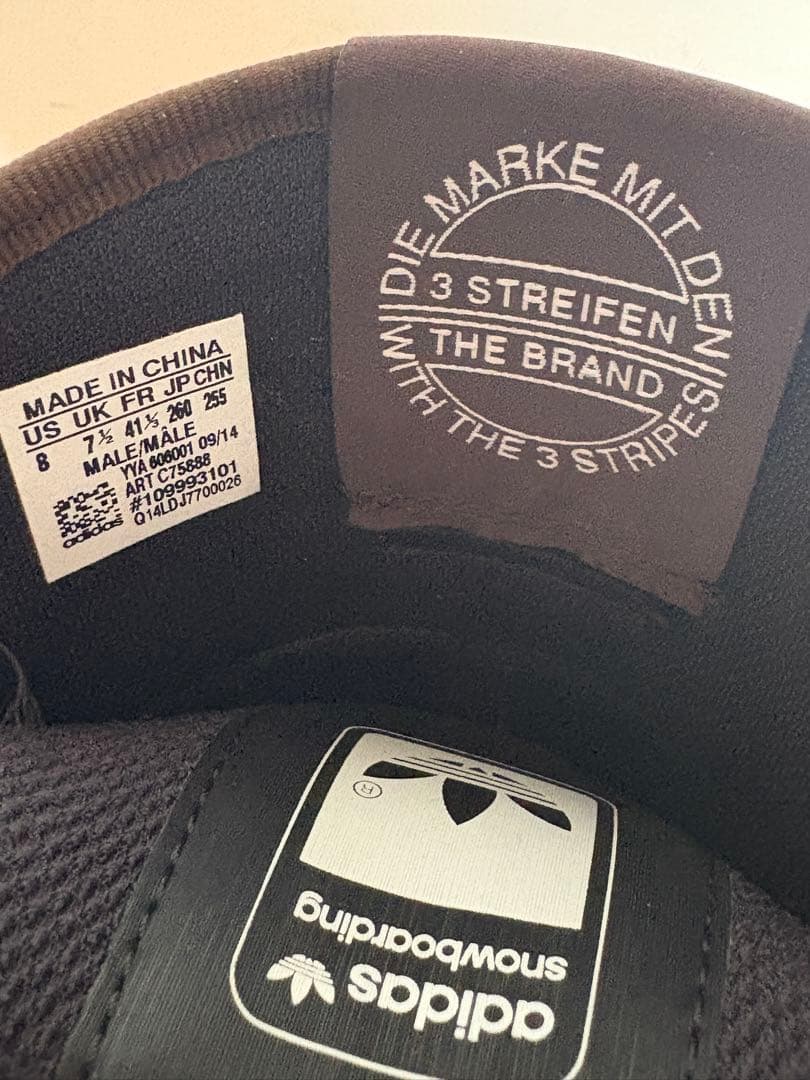 MADE IN CHINA
US UK FR JP CHN
8 7½ 41⅓ 260 255
MALE/MÂLE
YYA 606001 09/14
ART C75888
#109993101
Q14LDJ7700026
adidas
DIE MARKE MIT DEN
3 STREIFEN
THE BRAND
WITH THE 3 STRIPES
adidas
snowboarding
®